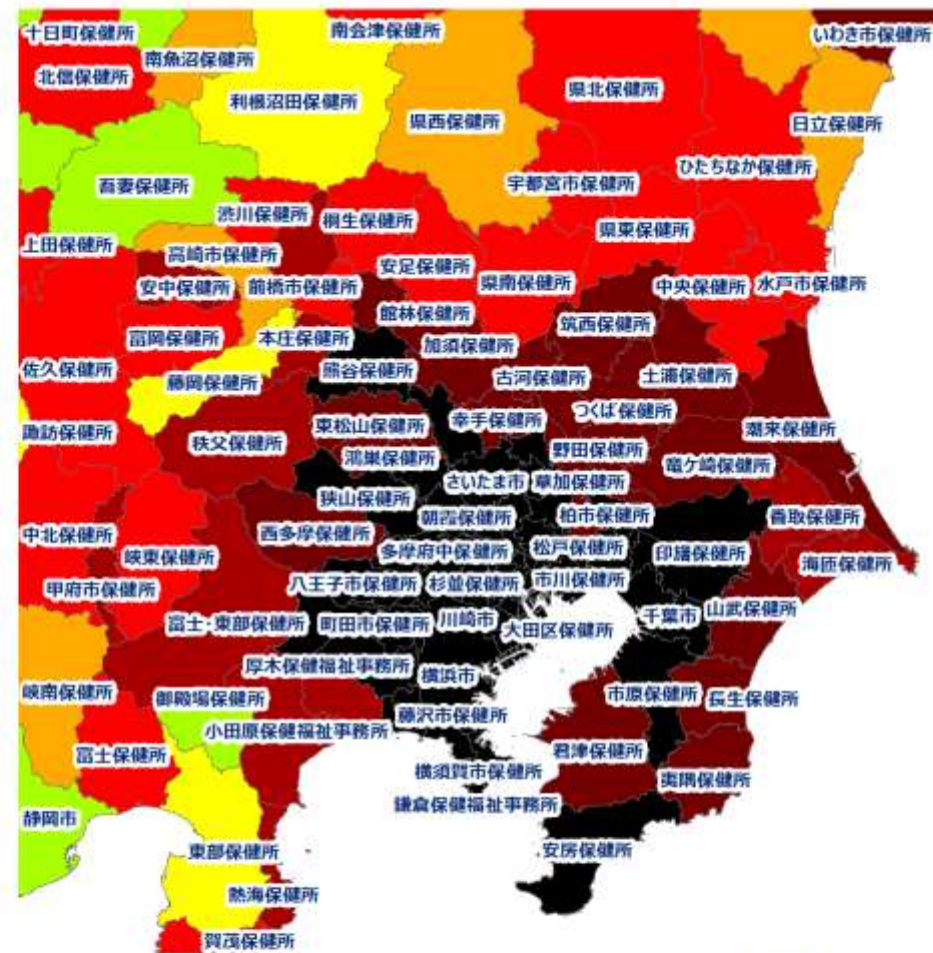 十日町保健所
南会津保健所
いわき市保健所
南魚沼保健所
北信保健所
県北保健所
利根沼田保健所
県西保健所
日立保健所
ひたちなか保健所
吾妻保健所
宇都宮市保健所
渋川保健所
桐生保健所
県東保健所
上田保健所
高崎市保健所
安足保健所
県南保健所
中央保健所
水戸市保健所
安中保健所
前橋市保健所
館林保健所
筑西保健所
富岡保健所
本庄保健所
加須保健所
佐久保健所
熊谷保健所
藤岡保健所
古河保健所
土浦保健所
つくば保健所
東松山保健所
幸手保健所
潮来保健所
諏訪保健所
秩父保健所
野田保健所
鴻巣保健所
竜ケ崎保健所
さいたま市
草加保健所
狭山保健所
朝霞保健所
柏市保健所
香取保健所
中北保健所
西多摩保健所
峡東保健所
多摩府中保健所
松戸保健所
印旛保健所
海匝保健所
甲府市保健所
八王子市保健所
杉並保健所
市川保健所
富士・東部保健所
町田市保健所
川崎市
大田区保健所
千葉市
山武保健所
厚木保健福祉事務所
横浜市
峡南保健所
御殿場保健所
市原保健所
長生保健所
藤沢市保健所
小田原保健福祉事務所
富士保健所
君津保健所
横須賀市保健所
夷隅保健所
鎌倉保健福祉事務所
静岡市
東部保健所
安房保健所
熱海保健所
賀茂保健所